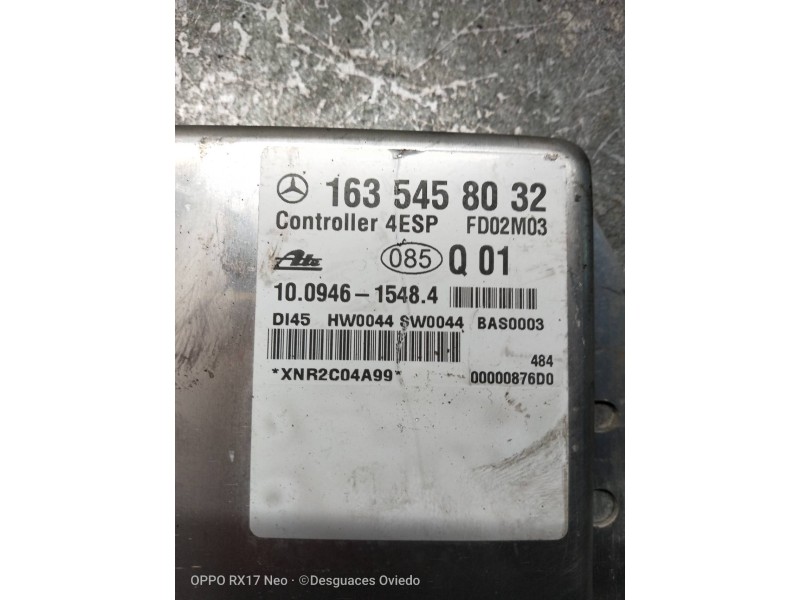 163 545 80 32
Controller 4ESP FD02M03
Ate 085 Q 01
10.0946-1548.4
DI45 HW0044 SW0044 BAS0003
484
*XNR2C04A99* 00000876D0
OPPO RX17 Neo · ©Desguaces Oviedo